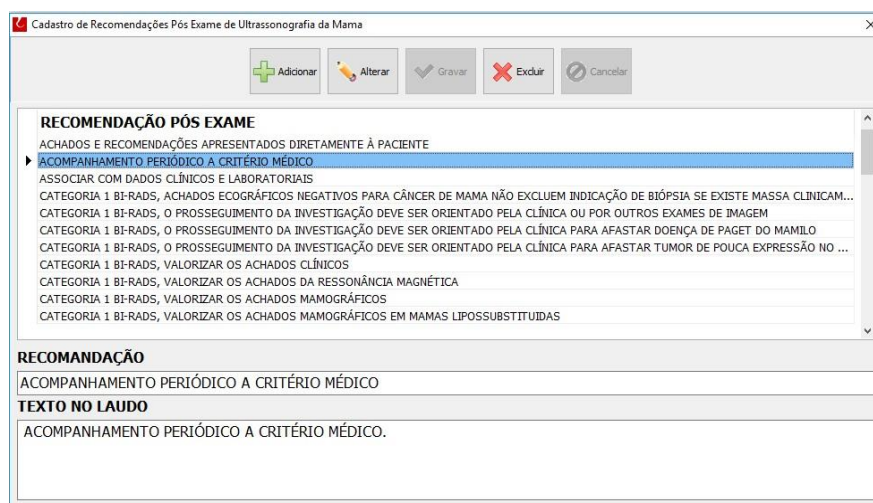 Cadastro de Recomendações Pós Exame de Ultrassonografia da Mama
Adicionar Alterar Gravar Excluir Cancelar
RECOMENDAÇÃO PÓS EXAME
ACHADOS E RECOMENDAÇÕES APRESENTADOS DIRETAMENTE À PACIENTE
ACOMPANHAMENTO PERIÓDICO A CRITÉRIO MÉDICO
ASSOCIAR COM DADOS CLÍNICOS E LABORATORIAIS
CATEGORIA 1 BI-RADS, ACHADOS ECOGRÁFICOS NEGATIVOS PARA CÂNCER DE MAMA NÃO EXCLUEM INDICAÇÃO DE BIÓPSIA SE EXISTE MASSA CLINICAM...
CATEGORIA 1 BI-RADS, O PROSSEGUIMENTO DA INVESTIGAÇÃO DEVE SER ORIENTADO PELA CLÍNICA OU POR OUTROS EXAMES DE IMAGEM
CATEGORIA 1 BI-RADS, O PROSSEGUIMENTO DA INVESTIGAÇÃO DEVE SER ORIENTADO PELA CLÍNICA PARA AFASTAR DOENÇA DE PAGET DO MAMILO
CATEGORIA 1 BI-RADS, O PROSSEGUIMENTO DA INVESTIGAÇÃO DEVE SER ORIENTADO PELA CLÍNICA PARA AFASTAR TUMOR DE POUCA EXPRESSÃO NO ...
CATEGORIA 1 BI-RADS, VALORIZAR OS ACHADOS CLÍNICOS
CATEGORIA 1 BI-RADS, VALORIZAR OS ACHADOS DA RESSONÂNCIA MAGNÉTICA
CATEGORIA 1 BI-RADS, VALORIZAR OS ACHADOS MAMOGRÁFICOS
CATEGORIA 1 BI-RADS, VALORIZAR OS ACHADOS MAMOGRÁFICOS EM MAMAS LIPOSSUBSTITUIDAS
RECOMANDAÇÃO
ACOMPANHAMENTO PERIÓDICO A CRITÉRIO MÉDICO
TEXTO NO LAUDO
ACOMPANHAMENTO PERIÓDICO A CRITÉRIO MÉDICO.